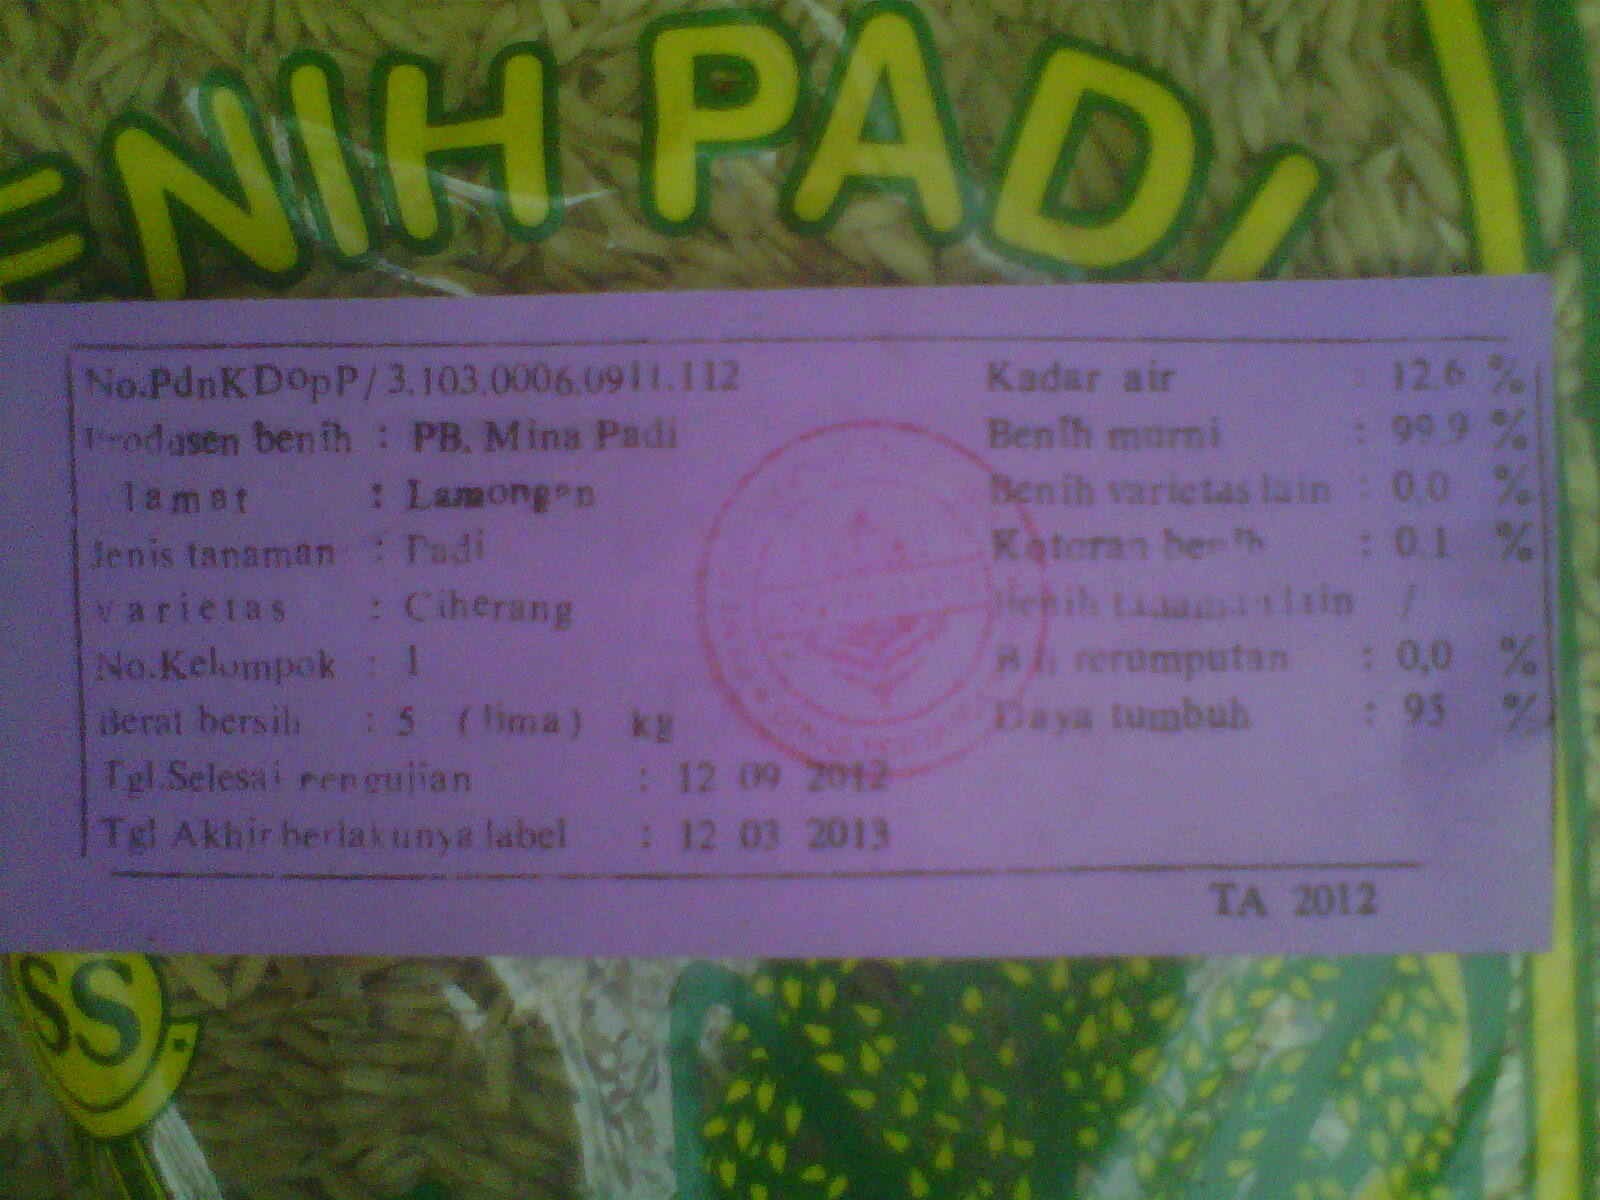 ENIH PADI
No.PdnKDopP/3.103.0006.0911.112
Produsen benih : PB. Mina Padi
lamat : Lamongan
Jenis tanaman : Padi
Varietas : Ciherang
No.Kelompok : 1
Berat bersih : 5 (lima) kg
Tgl.Selesai pengujian : 12 09 2012
Tgl Akhir berlakunya label : 12 03 2013
Kadar air : 12.6 %
Benih murni : 99.9 %
Benih varietas lain : 0.0 %
Kotoran benih : 0.1 %
Benih tanaman lain /
rerumputan : 0,0 %
Daya tumbuh : 95 %
TA 2012
SS